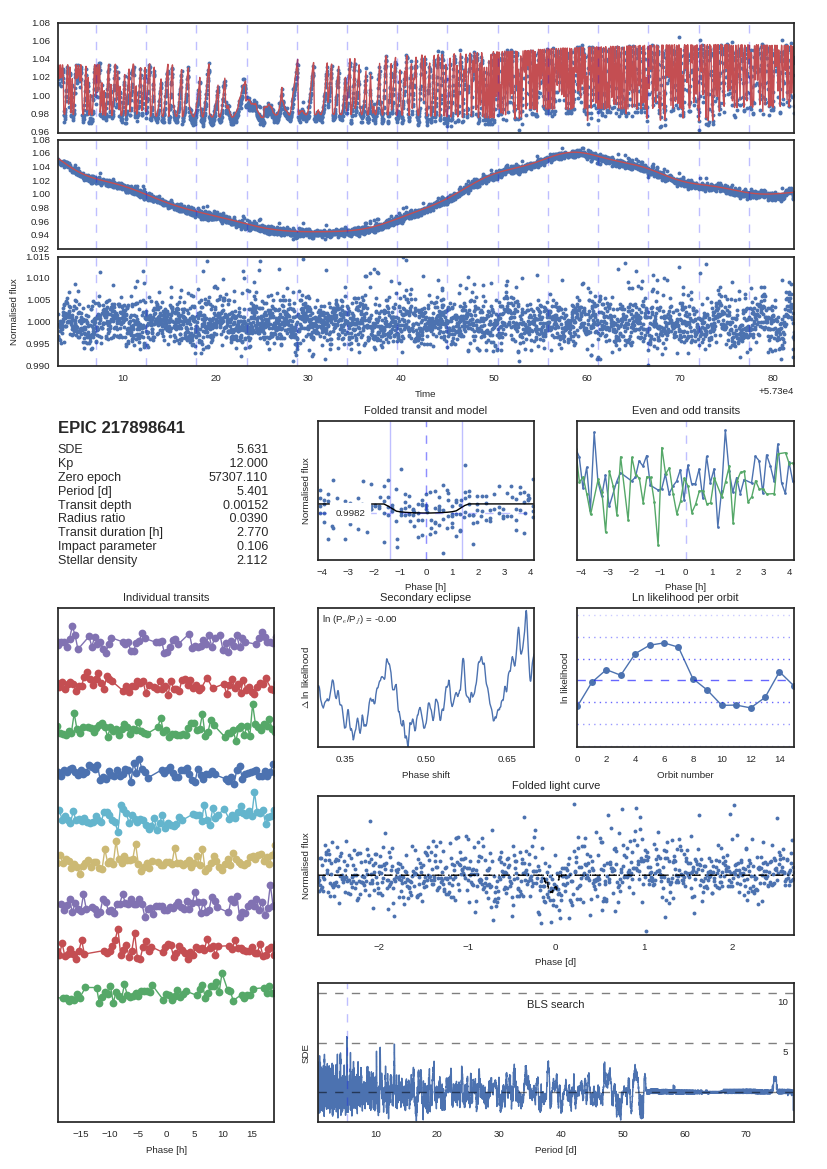 1.08
1.06
1.04
1.02
1.00
0.98
0.96
1.08
1.06
1.04
1.02
1.00
0.98
0.96
0.94
0.92
1.015
1.010
1.005
1.000
0.995
0.990
Normalised flux
10 20 30 40 50 60 70 80
Time
+5.73e4
EPIC 217898641
SDE 5.631
Kp 12.000
Zero epoch 57307.110
Period [d] 5.401
Transit depth 0.00152
Radius ratio 0.0390
Transit duration [h] 2.770
Impact parameter 0.106
Stellar density 2.112
Folded transit and model
Normalised flux
0.9982
−4 −3 −2 −1 0 1 2 3 4
Phase [h]
Even and odd transits
−4 −3 −2 −1 0 1 2 3 4
Phase [h]
Individual transits
−15 −10 −5 0 5 10 15
Phase [h]
Secondary eclipse
ln (Pₑ/P𝑓) = -0.00
Δ ln likelihood
0.35 0.50 0.65
Phase shift
Ln likelihood per orbit
ln likelihood
0 2 4 6 8 10 12 14
Orbit number
Folded light curve
Normalised flux
−2 −1 0 1 2
Phase [d]
BLS search
10
5
SDE
10 20 30 40 50 60 70
Period [d]